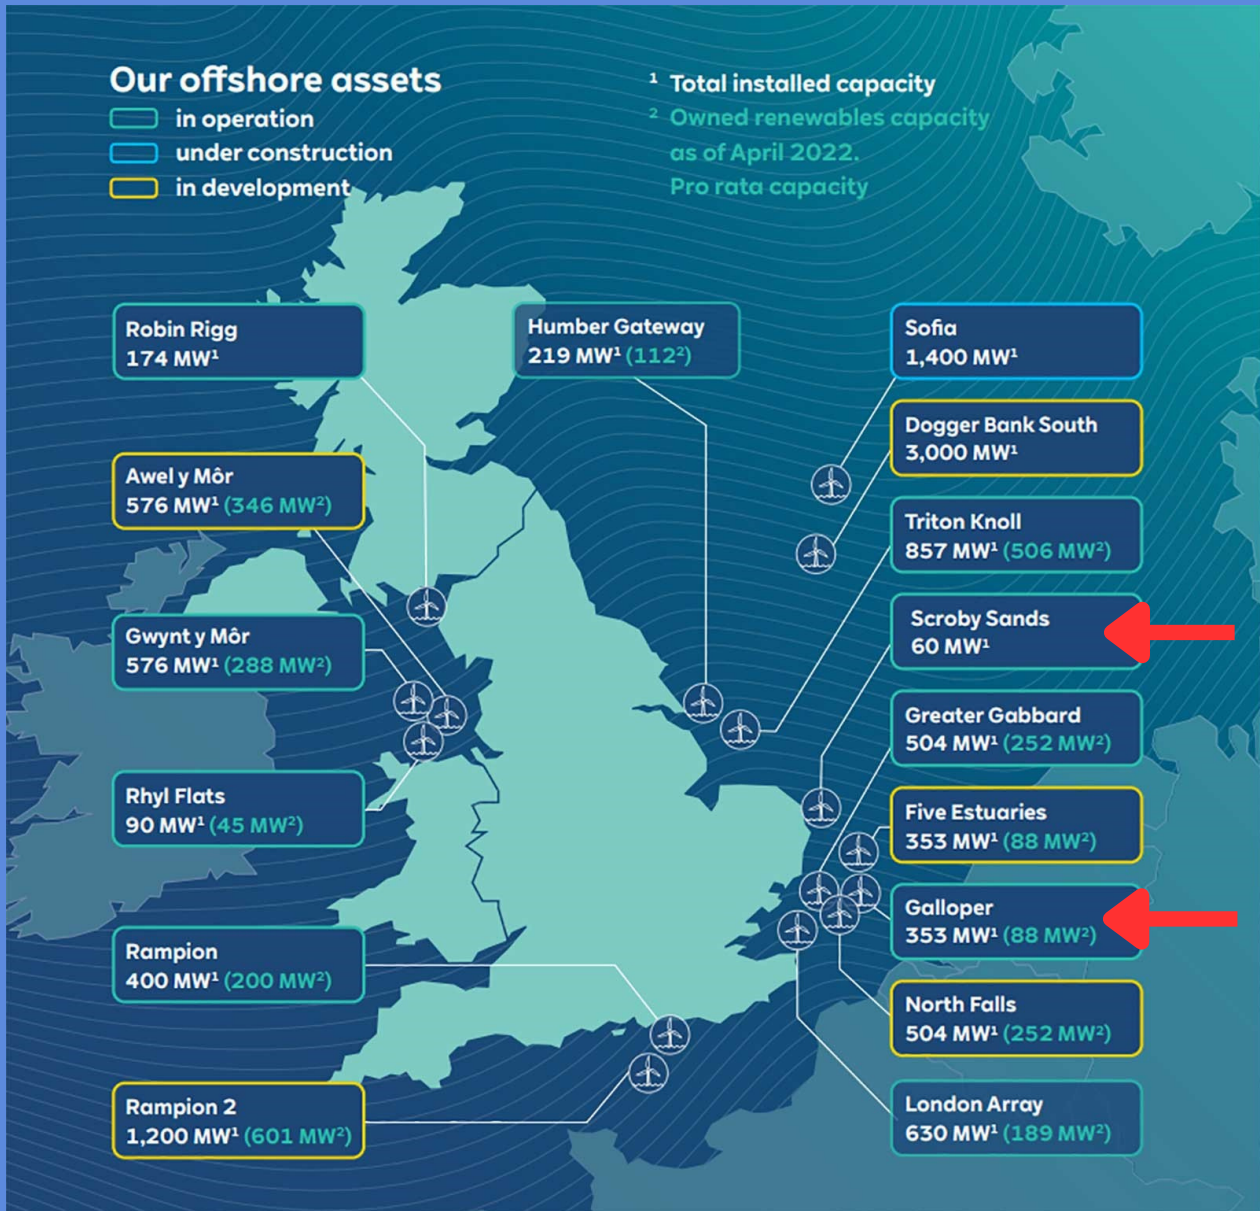 Our offshore assets
in operation
under construction
in development
¹ Total installed capacity
² Owned renewables capacity
as of April 2022.
Pro rata capacity
Robin Rigg
174 MW¹
Humber Gateway
219 MW¹ (112²)
Sofia
1,400 MW¹
Dogger Bank South
3,000 MW¹
Awel y Môr
576 MW¹ (346 MW²)
Triton Knoll
857 MW¹ (506 MW²)
Scroby Sands
60 MW¹
Gwynt y Môr
576 MW¹ (288 MW²)
Greater Gabbard
504 MW¹ (252 MW²)
Rhyl Flats
90 MW¹ (45 MW²)
Five Estuaries
353 MW¹ (88 MW²)
Galloper
353 MW¹ (88 MW²)
Rampion
400 MW¹ (200 MW²)
North Falls
504 MW¹ (252 MW²)
Rampion 2
1,200 MW¹ (601 MW²)
London Array
630 MW¹ (189 MW²)